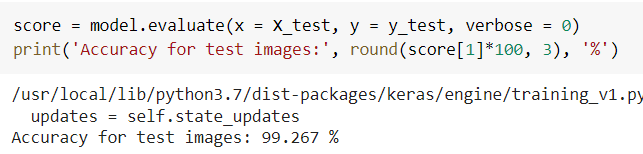 score = model.evaluate(x = X_test, y = y_test, verbose = 0)
print('Accuracy for test images:', round(score[1]*100, 3), '%')
/usr/local/lib/python3.7/dist-packages/keras/engine/training_v1.py
updates = self.state_updates
Accuracy for test images: 99.267 %